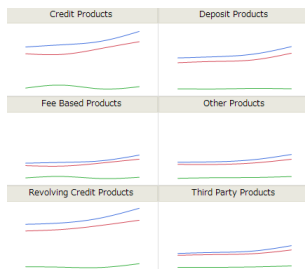 Credit Products
Deposit Products
Fee Based Products
Other Products
Revolving Credit Products
Third Party Products